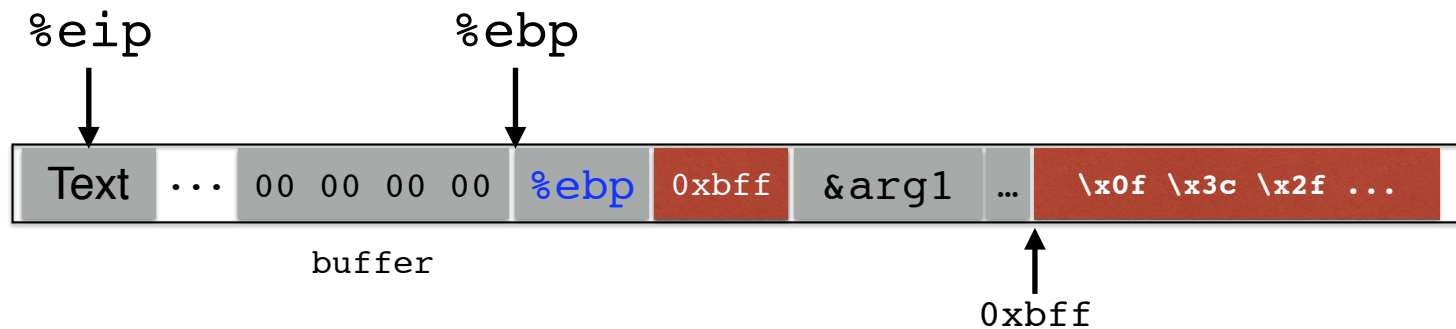 %eip %ebp
Text ... 00 00 00 00 %ebp 0xbff &arg1 … \x0f \x3c \x2f ...
buffer
0xbff